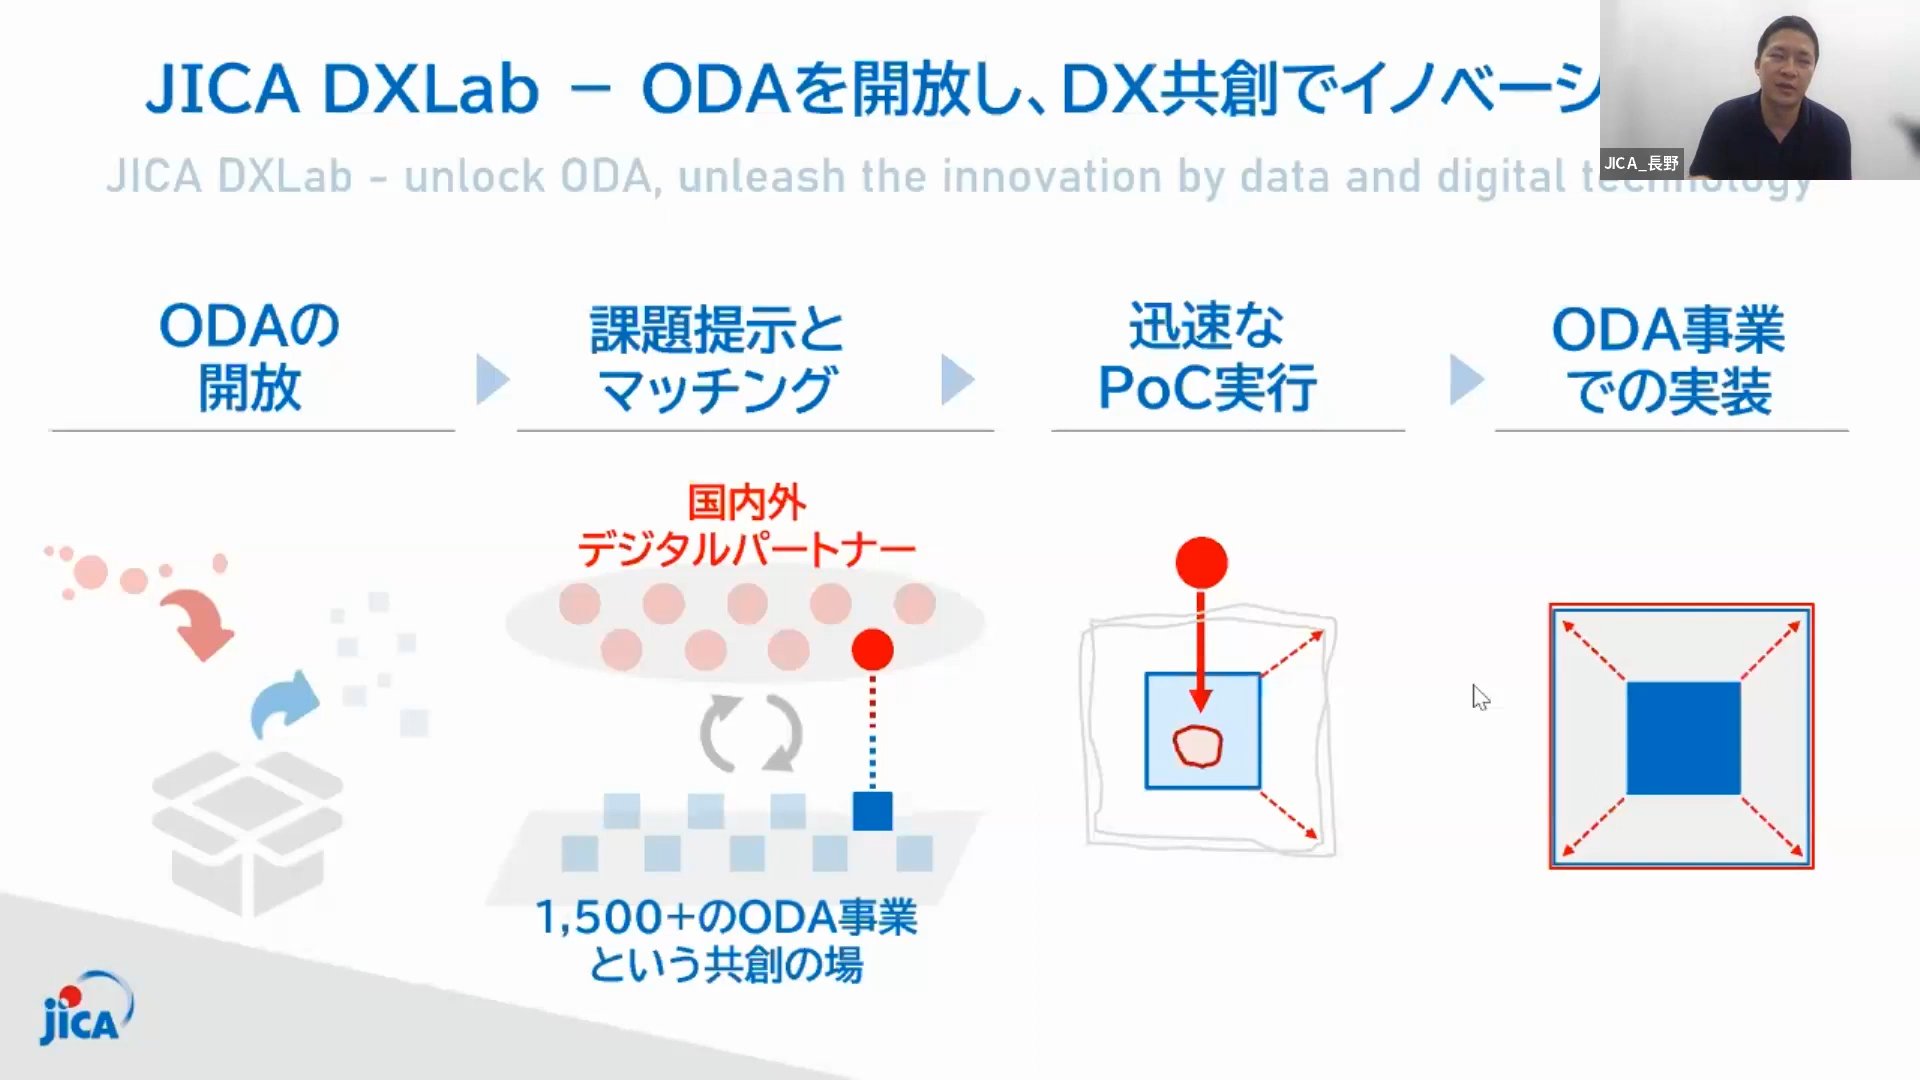 JICA DXLab － ODAを開放し、DX共創でイノベーシ
JICA DXLab - unlock ODA, unleash the innovation by data and digital technology
JICA_長野
ODAの
開放
課題提示と
マッチング
迅速な
PoC実行
ODA事業
での実装
国内外
デジタルパートナー
1,500+のODA事業
という共創の場
jica